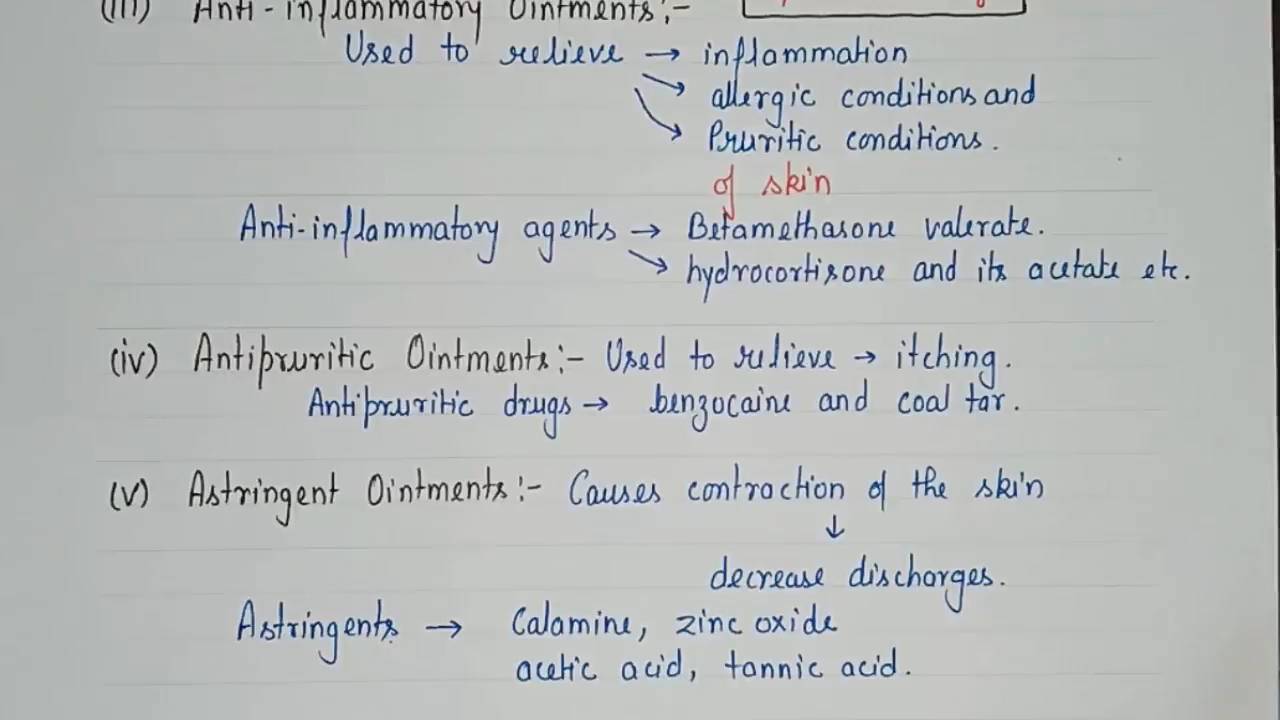 (iii) Anti-inflammatory Ointments:-
Used to relieve → inflammation
→ allergic conditions and
→ Pruritic conditions.
of skin
Anti-inflammatory agents → Betamethasone valerate.
→ hydrocortisone and its acetate etc.
(iv) Antipruritic Ointments:- Used to relieve → itching.
Antipruritic drugs → benzocaine and coal tar.
(v) Astringent Ointments:- Causes contraction of the skin
↓
decrease discharges.
Astringents → Calamine, zinc oxide
acetic acid, tannic acid.